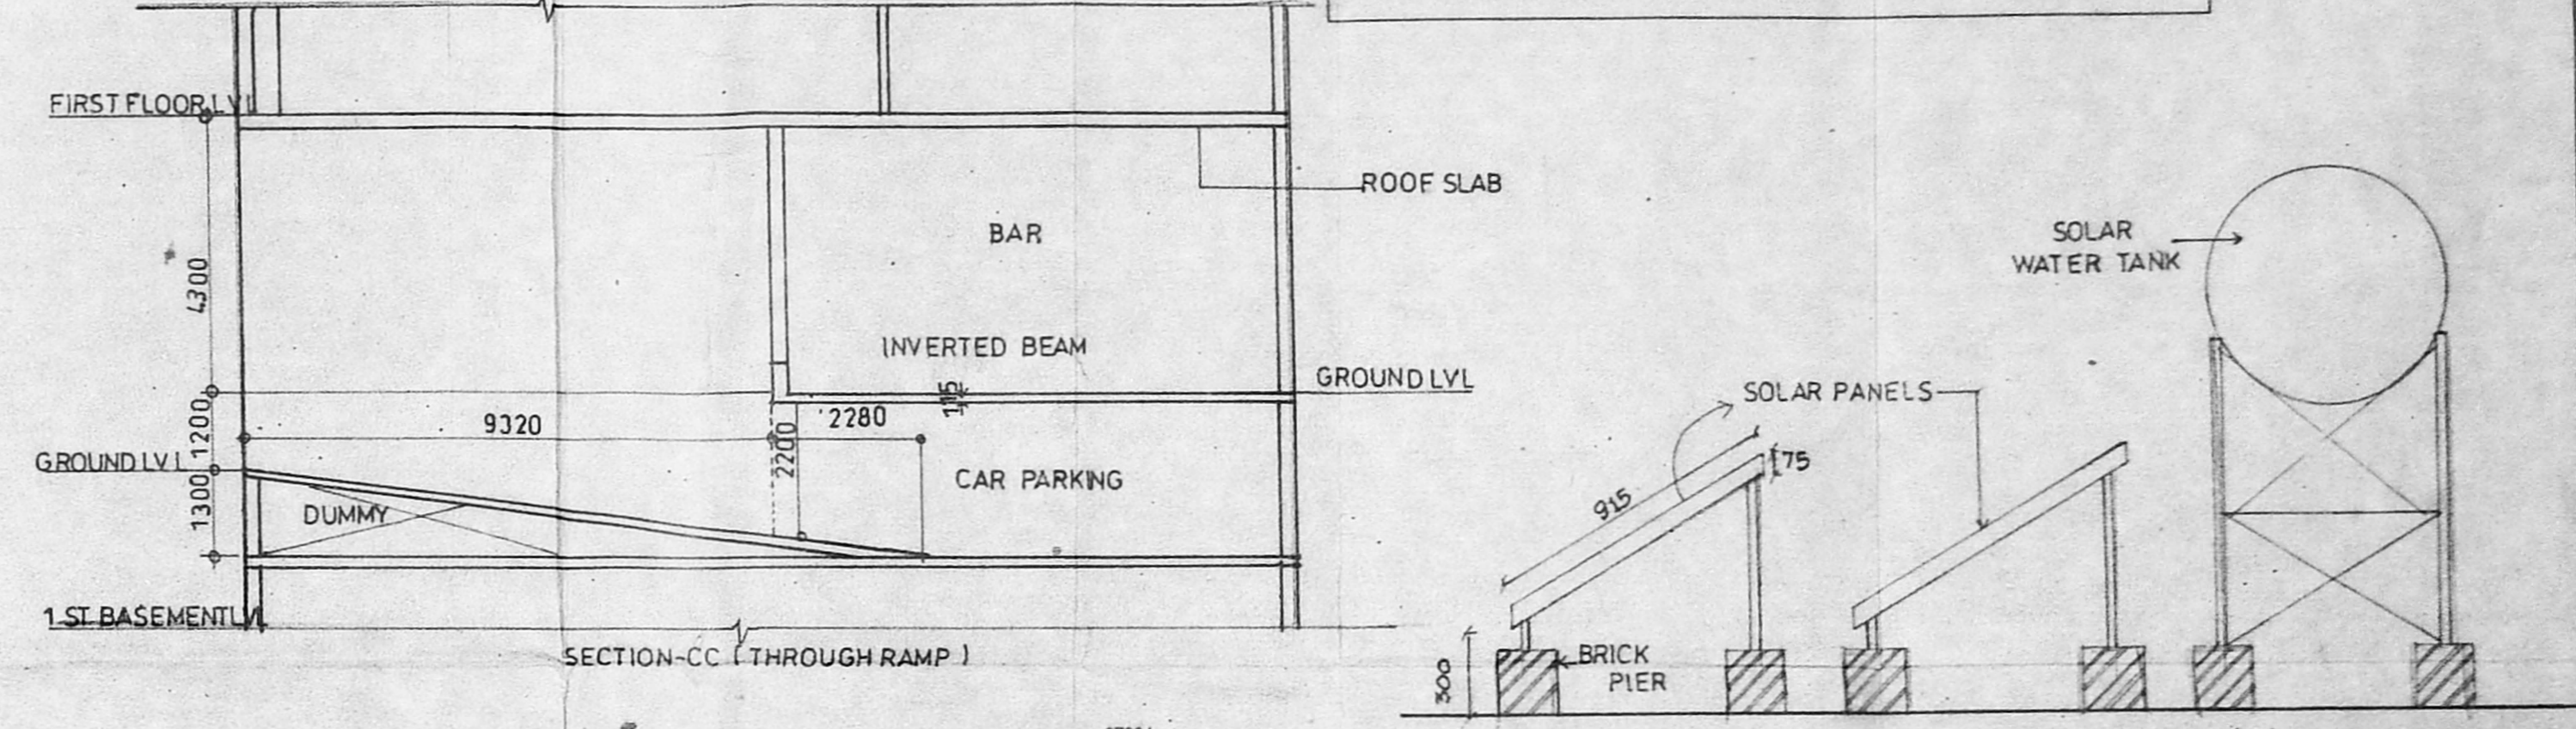 FIRST FLOOR LVL
ROOF SLAB
BAR
SOLAR
WATER TANK
4300
INVERTED BEAM
GROUND LVL
115
SOLAR PANELS
9320
2280
2200
1200
GROUND LVL
CAR PARKING
75
915
1300
DUMMY
1 ST BASEMENT LVL
SECTION-CC ( THROUGH RAMP )
BRICK
PIER
300